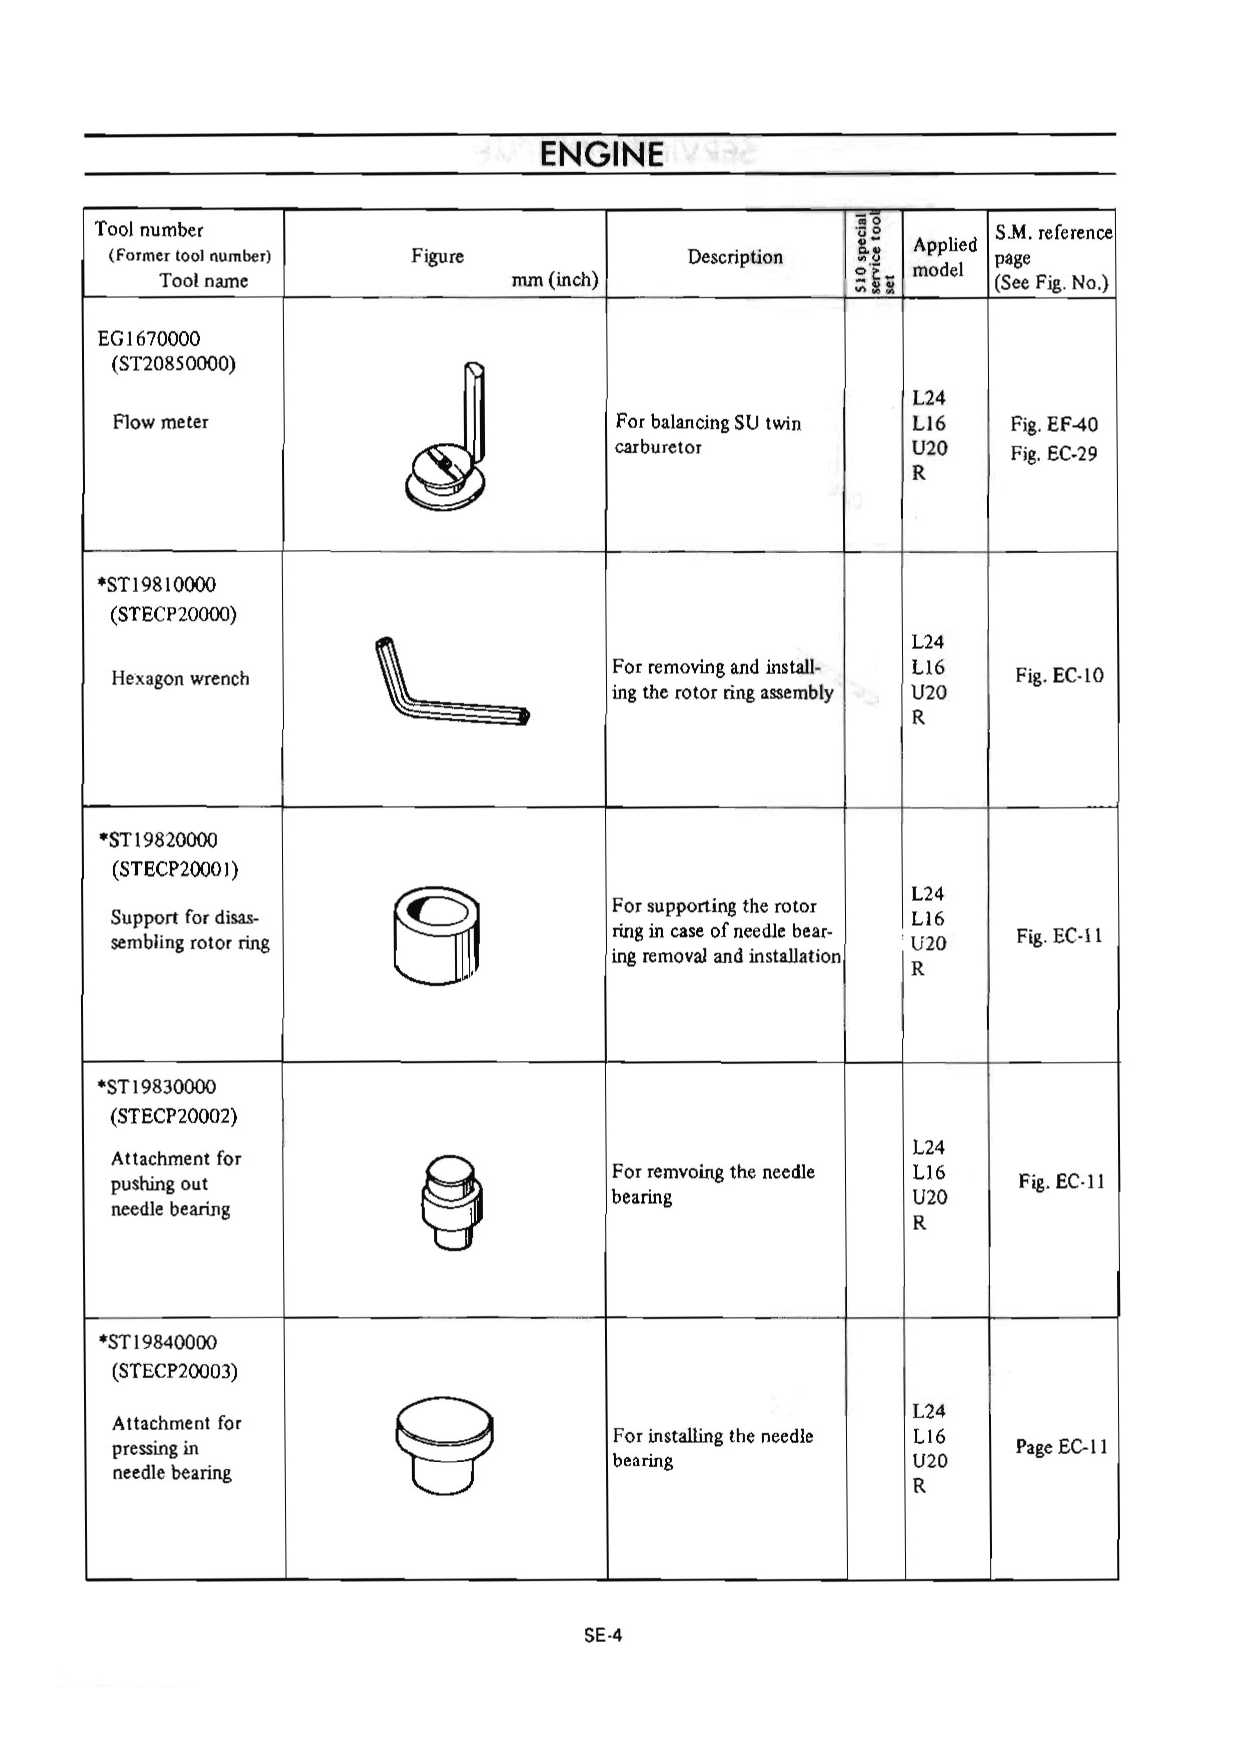 ENGINE
Tool number
(Former tool number)
Tool name
Figure
mm (inch)
Description
510 special
service tool
set
Applied
model
S.M. reference
page
(See Fig. No.)
EG1670000
(ST20850000)
Flow meter
For balancing SU twin
carburetor
L24
L16
U20
R
Fig. EF-40
Fig. EC-29
*ST19810000
(STECP20000)
Hexagon wrench
For removing and install-
ing the rotor ring assembly
L24
L16
U20
R
Fig. EC-10
*ST19820000
(STECP20001)
Support for disas-
sembling rotor ring
For supporting the rotor
ring in case of needle bear-
ing removal and installation
L24
L16
U20
R
Fig. EC-11
*ST19830000
(STECP20002)
Attachment for
pushing out
needle bearing
For remvoing the needle
bearing
L24
L16
U20
R
Fig. EC-11
*ST19840000
(STECP20003)
Attachment for
pressing in
needle bearing
For installing the needle
bearing
L24
L16
U20
R
Page EC-11
SE-4